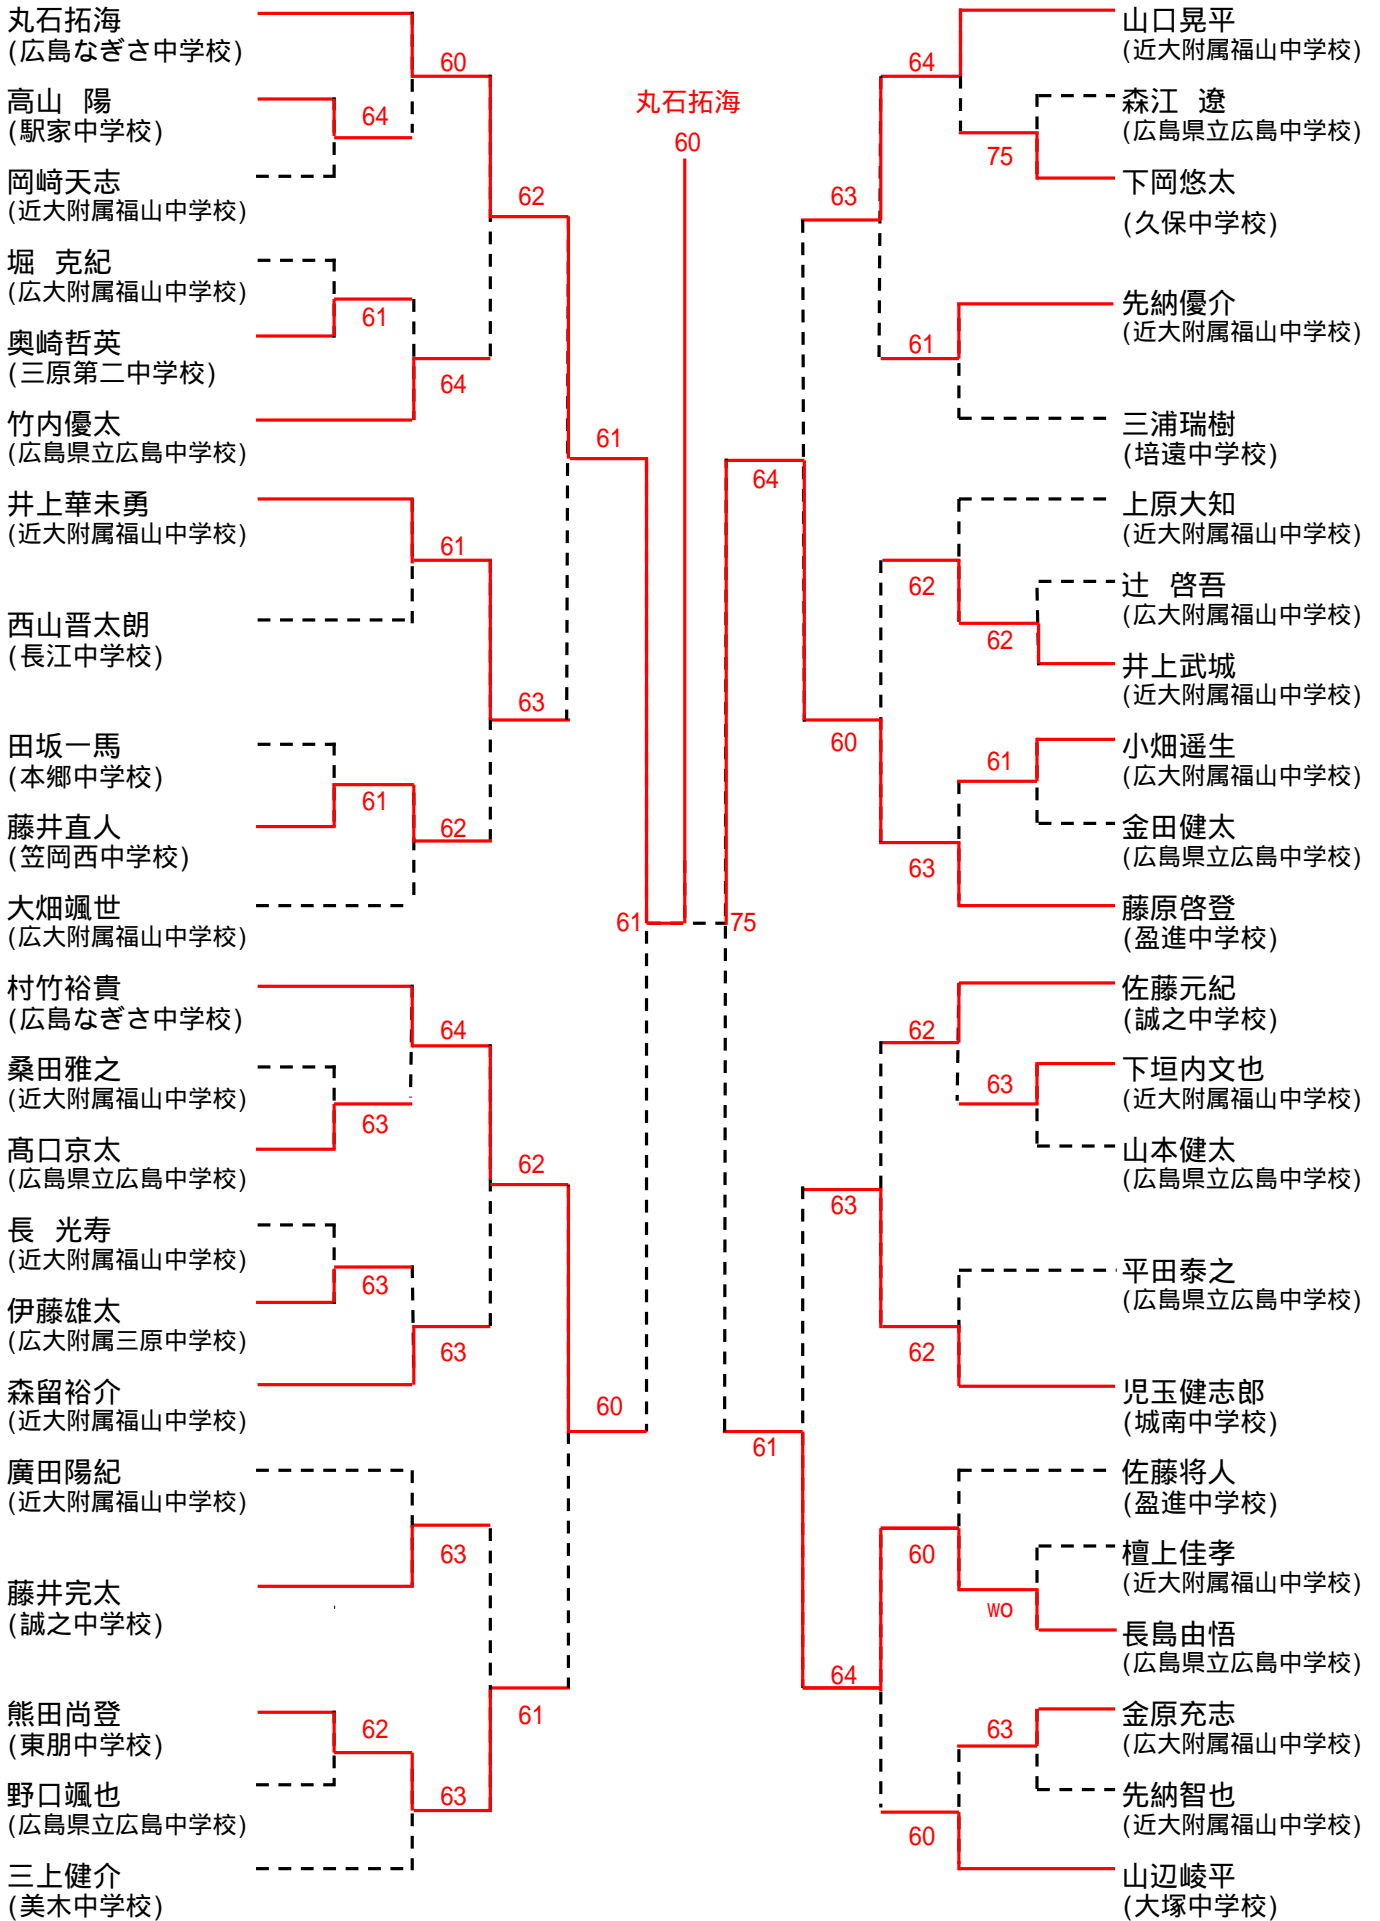 丸石拓海
(広島なぎさ中学校)
60
高山 陽
(駅家中学校)
64
岡﨑天志
(近大附属福山中学校)
62
堀 克紀
(広大附属福山中学校)
61
奥崎哲英
(三原第二中学校)
64
竹内優太
(広島県立広島中学校)
61
井上華未勇
(近大附属福山中学校)
61
西山晋太朗
(長江中学校)
63
田坂一馬
(本郷中学校)
61
藤井直人
(笠岡西中学校)
62
大畑颯世
(広大附属福山中学校)
61
村竹裕貴
(広島なぎさ中学校)
64
桑田雅之
(近大附属福山中学校)
63
髙口京太
(広島県立広島中学校)
62
長 光寿
(近大附属福山中学校)
63
伊藤雄太
(広大附属三原中学校)
63
森留裕介
(近大附属福山中学校)
60
廣田陽紀
(近大附属福山中学校)
63
藤井完太
(誠之中学校)
61
熊田尚登
(東朋中学校)
62
野口颯也
(広島県立広島中学校)
63
三上健介
(美木中学校)
丸石拓海
60
山口晃平
(近大附属福山中学校)
64
森江 遼
(広島県立広島中学校)
75
下岡悠太
(久保中学校)
63
先納優介
(近大附属福山中学校)
61
三浦瑞樹
(培遠中学校)
64
上原大知
(近大附属福山中学校)
62
辻 啓吾
(広大附属福山中学校)
62
井上武城
(近大附属福山中学校)
60
小畑遥生
(広大附属福山中学校)
61
金田健太
(広島県立広島中学校)
63
藤原啓登
(盈進中学校)
75
佐藤元紀
(誠之中学校)
62
下垣内文也
(近大附属福山中学校)
63
山本健太
(広島県立広島中学校)
63
平田泰之
(広島県立広島中学校)
62
児玉健志郎
(城南中学校)
61
佐藤将人
(盈進中学校)
60
檀上佳孝
(近大附属福山中学校)
wo
長島由悟
(広島県立広島中学校)
64
金原充志
(広大附属福山中学校)
63
先納智也
(近大附属福山中学校)
60
山辺崚平
(大塚中学校)